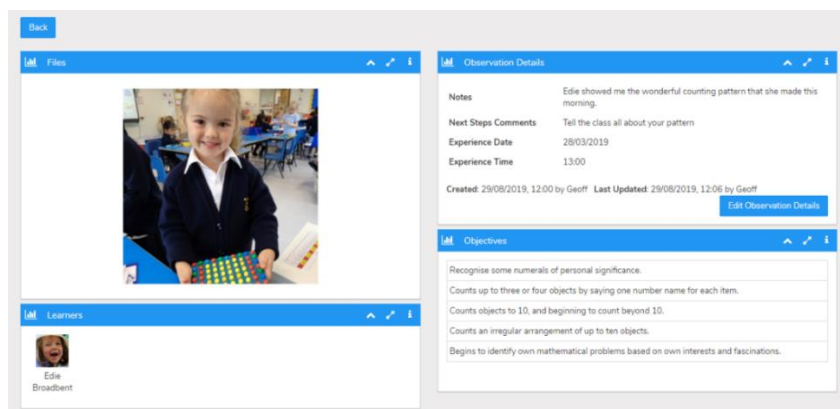 Back
Files
Observation Details
Notes
Edie showed me the wonderful counting pattern that she made this
morning.
Next Steps Comments
Tell the class all about your pattern
Experience Date
28/03/2019
Experience Time
13:00
Created: 29/08/2019, 12:00 by Geoff Last Updated: 29/08/2019, 12:06 by Geoff
Edit Observation Details
Objectives
Recognise some numerals of personal significance.
Counts up to three or four objects by saying one number name for each item.
Counts objects to 10, and beginning to count beyond 10.
Counts an irregular arrangement of up to ten objects.
Begins to identify own mathematical problems based on own interests and fascinations.
Learners
Edie
Broadbent